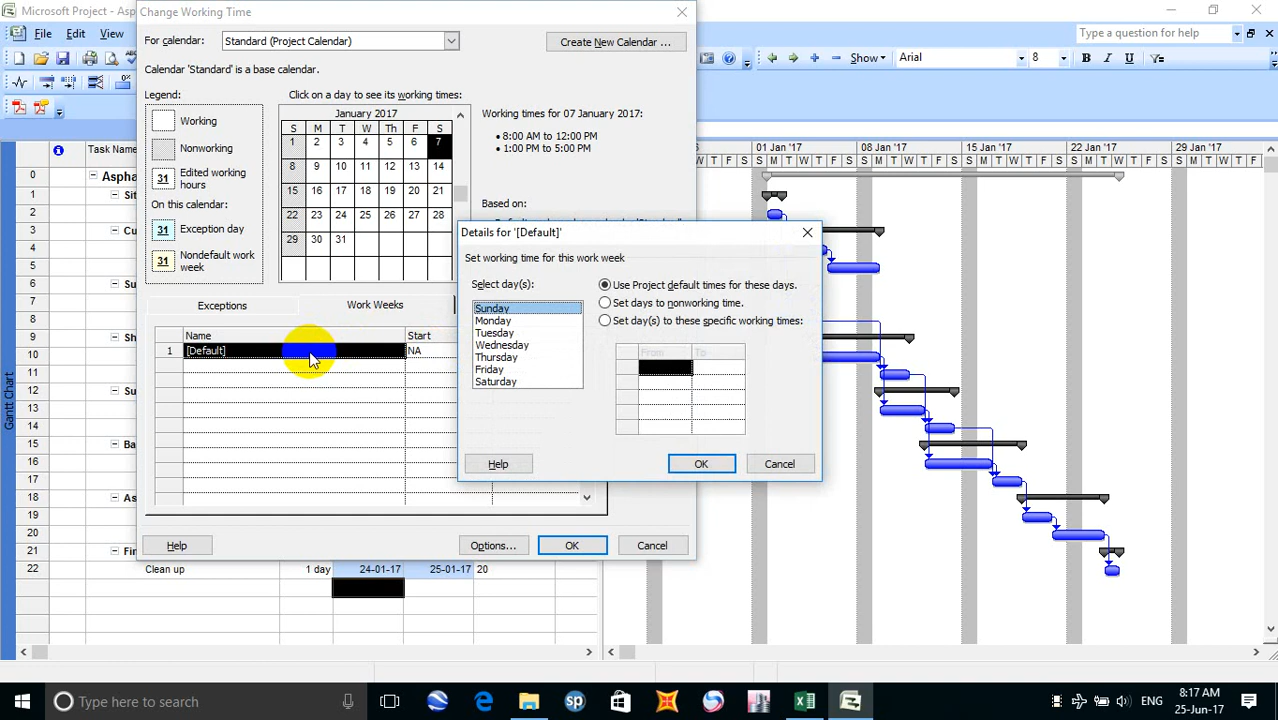 Microsoft Project - Asp
Change Working Time
File Edit View
For calendar: Standard (Project Calendar)
Create New Calendar ...
Type a question for help
Show
Arial
8
B I U
Calendar 'Standard' is a base calendar.
Legend:
Working
Nonworking
31
Edited working
hours
On this calendar:
31
Exception day
31
Nondefault work
week
Click on a day to see its working times:
January 2017
S M T W Th F S
1 2 3 4 5 6 7
8 9 10 11 12 13 14
15 16 17 18 19 20 21
22 23 24 25 26 27 28
29 30 31
Working times for 07 January 2017:
• 8:00 AM to 12:00 PM
• 1:00 PM to 5:00 PM
Based on:
Exceptions
Work Weeks
Name
Start
1
[Default]
NA
Help
Options...
OK
Cancel
Details for '[Default]'
Set working time for this work week
Select day(s):
Sunday
Monday
Tuesday
Wednesday
Thursday
Friday
Saturday
Use Project default times for these days.
Set days to nonworking time.
Set day(s) to these specific working times:
From To
Help
OK
Cancel
Gantt Chart
Task Name
0 Aspha
1 Sit
2
3 Cu
4
5
6 Su
7
8
9 Sh
10
11
12 Su
13
14
15 Ba
16
17
18 As
19
20
21 Fir
22 Clean up 1 day 24-01-17 25-01-17 20
01 Jan '17 08 Jan '17 15 Jan '17 22 Jan '17 29 Jan '17
W T F S S M T W T F S S M T W T F S S M T W T F S S M T W T F S S M T W T F
Type here to search
ENG
8:17 AM
25-Jun-17